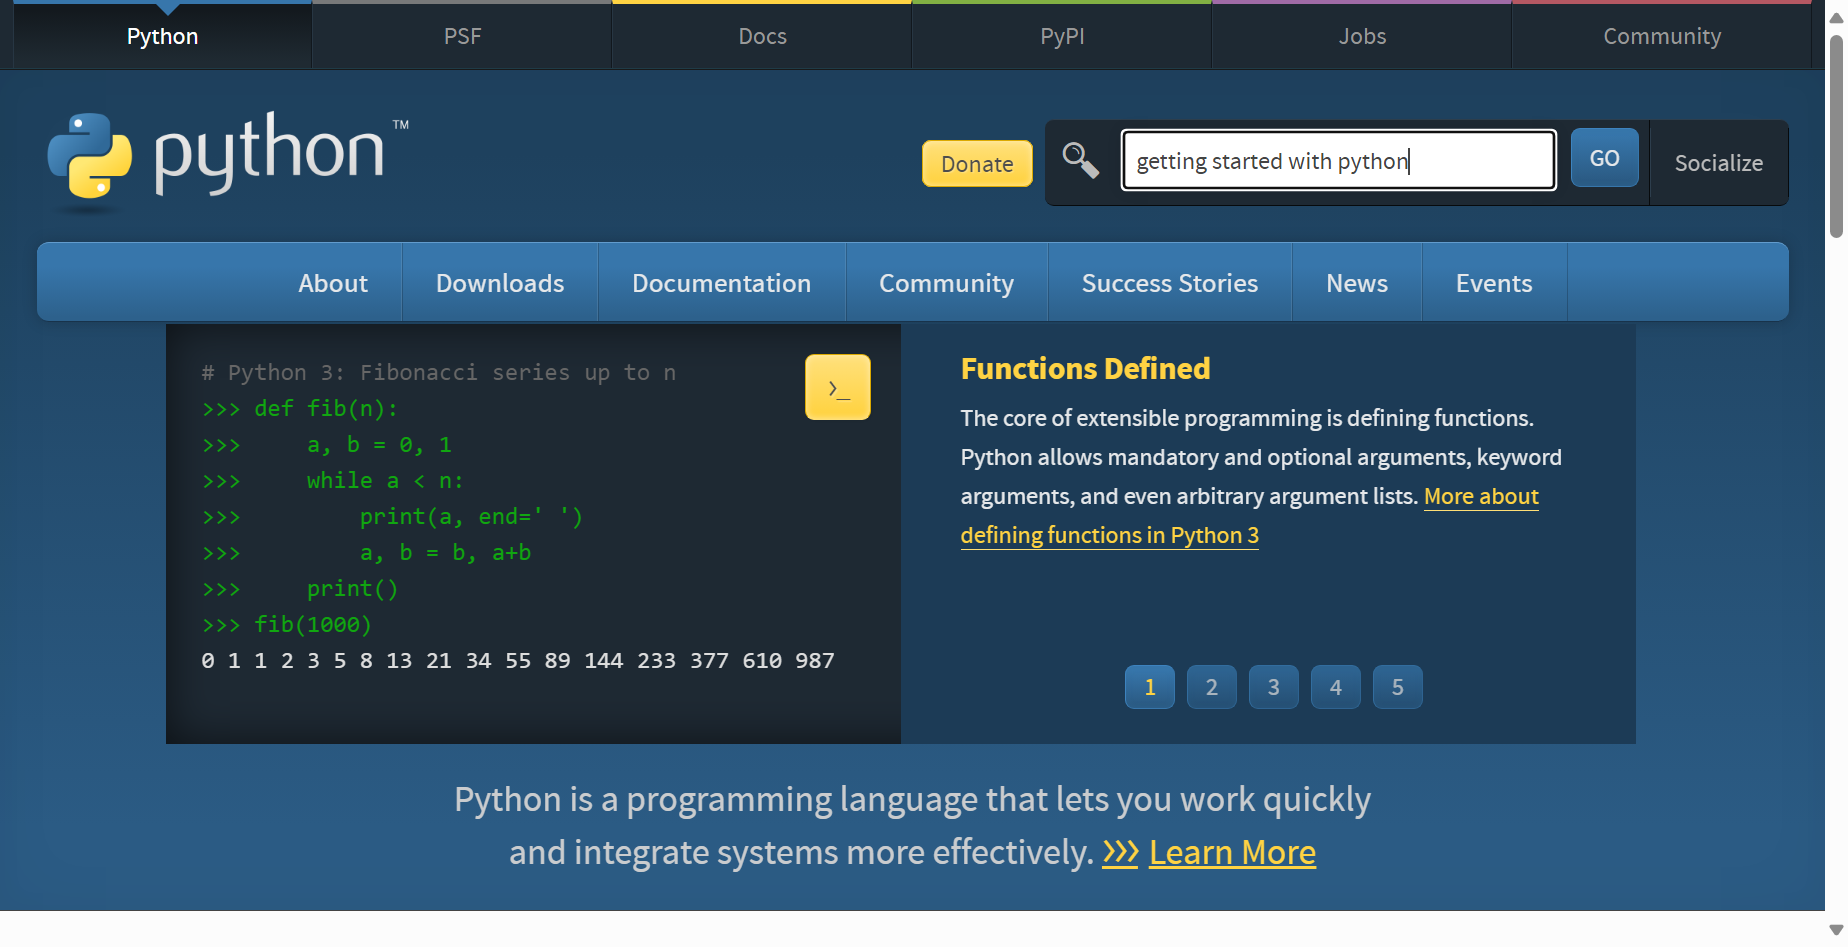 Python
PSF
Docs
PyPI
Jobs
Community
python™
Donate
getting started with python
GO
Socialize
About
Downloads
Documentation
Community
Success Stories
News
Events
# Python 3: Fibonacci series up to n
>>> def fib(n):
>>>     a, b = 0, 1
>>>     while a < n:
>>>         print(a, end=' ')
>>>         a, b = b, a+b
>>>     print()
>>> fib(1000)
0 1 1 2 3 5 8 13 21 34 55 89 144 233 377 610 987
>_
Functions Defined
The core of extensible programming is defining functions.
Python allows mandatory and optional arguments, keyword
arguments, and even arbitrary argument lists. More about
defining functions in Python 3
1
2
3
4
5
Python is a programming language that lets you work quickly
and integrate systems more effectively. >>> Learn More